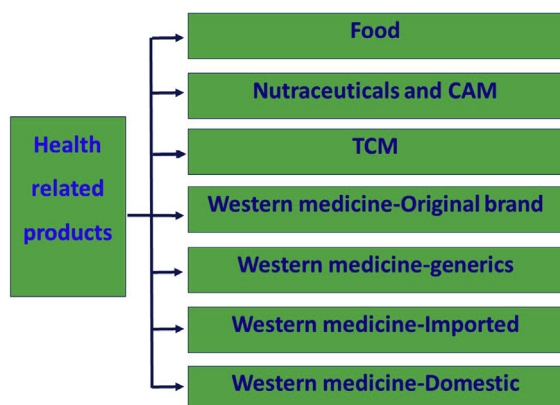 Health
related
products
Food
Nutraceuticals and CAM
TCM
Western medicine-Original brand
Western medicine-generics
Western medicine-Imported
Western medicine-Domestic